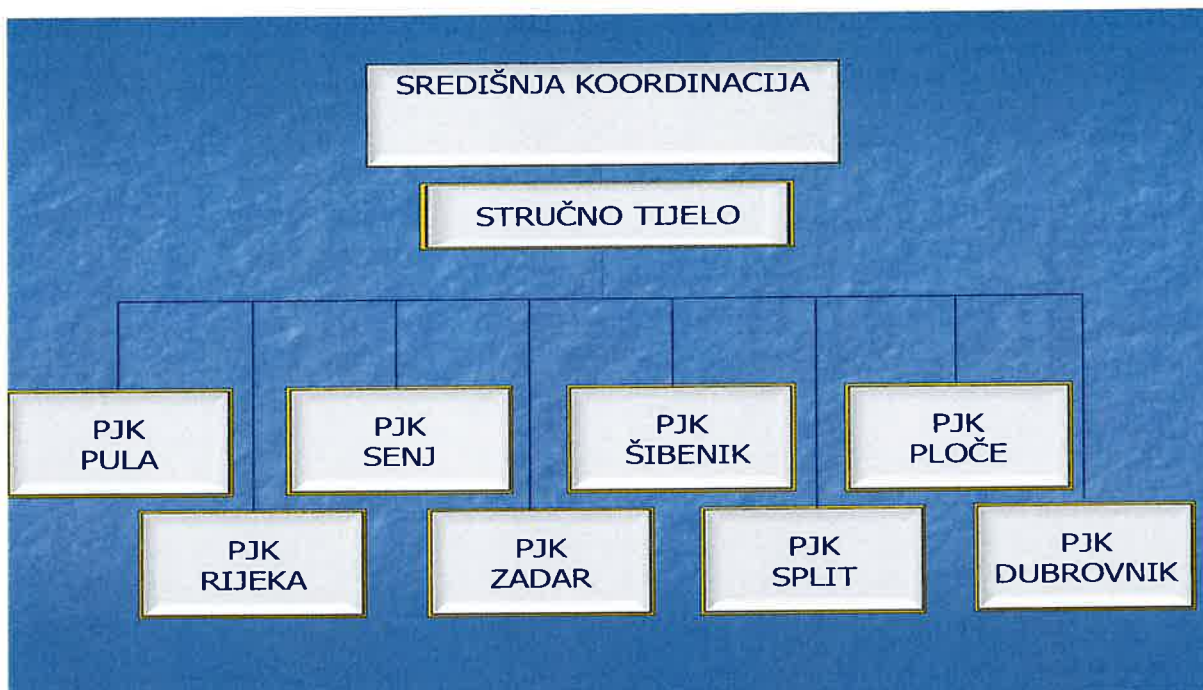 SREDIŠNJA KOORDINACIJA
STRUČNO TIJELO
PJK
PULA
PJK
SENJ
PJK
ŠIBENIK
PJK
PLOČE
PJK
RIJEKA
PJK
ZADAR
PJK
SPLIT
PJK
DUBROVNIK